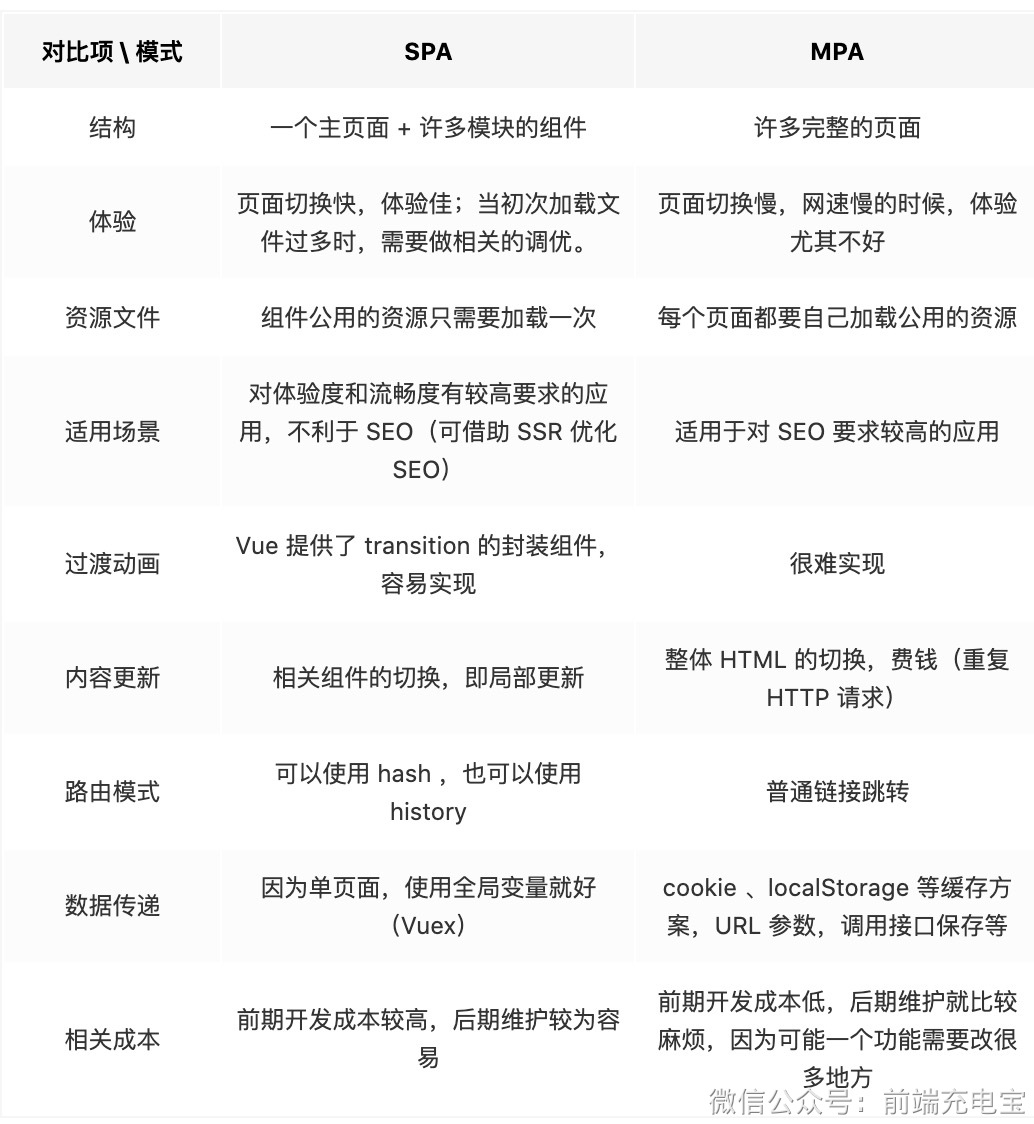 对比项 \ 模式
SPA
MPA
结构
一个主页面 + 许多模块的组件
许多完整的页面
体验
页面切换快，体验佳；当初次加载文
件过多时，需要做相关的调优。
页面切换慢，网速慢的时候，体验
尤其不好
资源文件
组件公用的资源只需要加载一次
每个页面都要自己加载公用的资源
适用场景
对体验度和流畅度有较高要求的应
用，不利于 SEO（可借助 SSR 优化
SEO）
适用于对 SEO 要求较高的应用
过渡动画
Vue 提供了 transition 的封装组件，
容易实现
很难实现
内容更新
相关组件的切换，即局部更新
整体 HTML 的切换，费钱（重复
HTTP 请求）
路由模式
可以使用 hash ，也可以使用
history
普通链接跳转
数据传递
因为单页面，使用全局变量就好
（Vuex）
cookie 、localStorage 等缓存方
案，URL 参数，调用接口保存等
相关成本
前期开发成本较高，后期维护较为容
易
前期开发成本低，后期维护就比较
麻烦，因为可能一个功能需要改很
多地方
微信公众号：前端充电宝